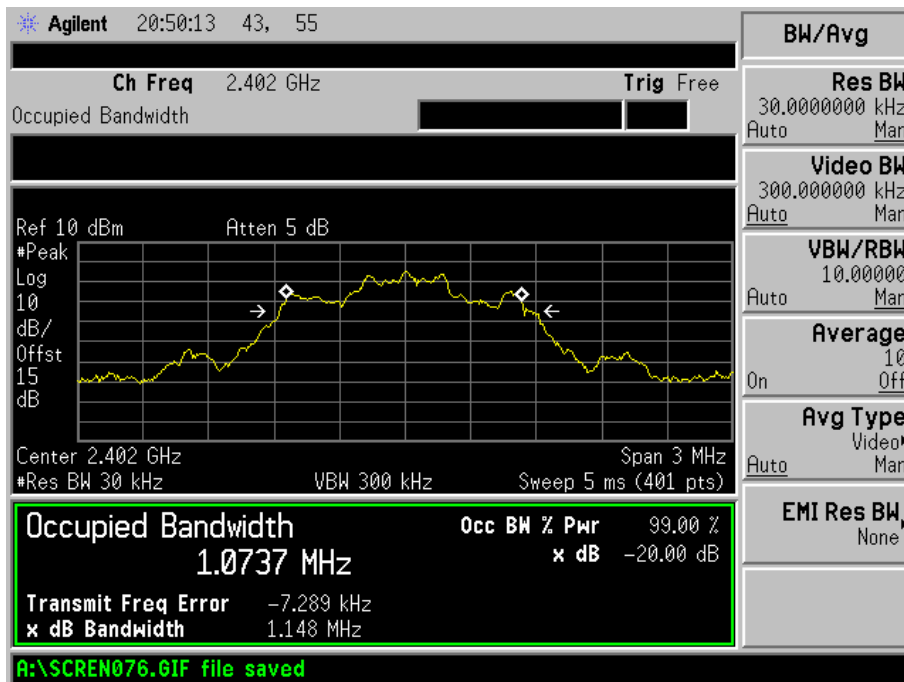 Agilent 20:50:13 43, 55
BW/Avg
Ch Freq 2.402 GHz Trig Free
Occupied Bandwidth
Res BW
30.0000000 kHz
Auto Man
Video BW
300.000000 kHz
Auto Man
VBW/RBW
10.00000
Auto Man
Average
10
On Off
Avg Type
Video
Auto Man
EMI Res BW
None
Ref 10 dBm Atten 5 dB
#Peak
Log
10
dB/
Offst
15
dB
Center 2.402 GHz Span 3 MHz
#Res BW 30 kHz VBW 300 kHz Sweep 5 ms (401 pts)
Occupied Bandwidth Occ BW % Pwr 99.00 %
1.0737 MHz x dB -20.00 dB
Transmit Freq Error -7.289 kHz
x dB Bandwidth 1.148 MHz
A:\SCREN076.GIF file saved